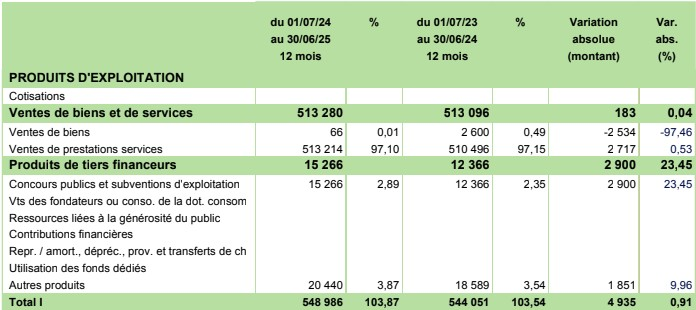 du 01/07/24 % du 01/07/23 % Variation Var.
au 30/06/25 au 30/06/24 absolue abs.
12 mois 12 mois (montant) (%)
PRODUITS D'EXPLOITATION
Cotisations
Ventes de biens et de services 513 280 513 096 183 0,04
Ventes de biens 66 0,01 2 600 0,49 -2 534 -97,46
Ventes de prestations services 513 214 97,10 510 496 97,15 2 717 0,53
Produits de tiers financeurs 15 266 12 366 2 900 23,45
Concours publics et subventions d'exploitation 15 266 2,89 12 366 2,35 2 900 23,45
Vts des fondateurs ou conso. de la dot. consom
Ressources liées à la générosité du public
Contributions financières
Repr. / amort., dépréc., prov. et transferts de ch
Utilisation des fonds dédiés
Autres produits 20 440 3,87 18 589 3,54 1 851 9,96
Total I 548 986 103,87 544 051 103,54 4 935 0,91